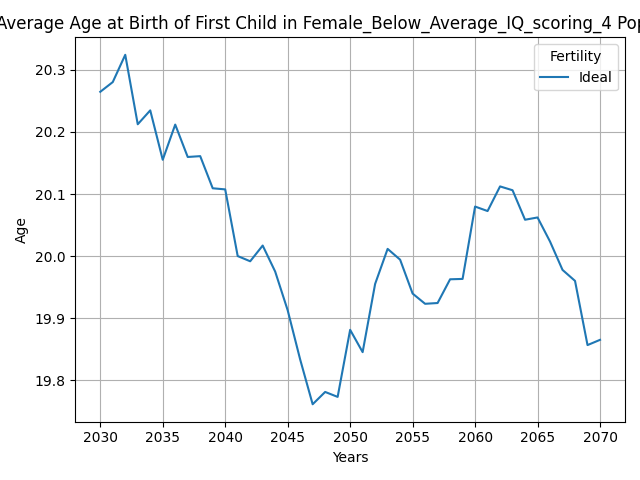 Average Age at Birth of First Child in Female_Below_Average_IQ_scoring_4
Fertility
Ideal
Age
20.3
20.2
20.1
20.0
19.9
19.8
2030 2035 2040 2045 2050 2055 2060 2065 2070
Years